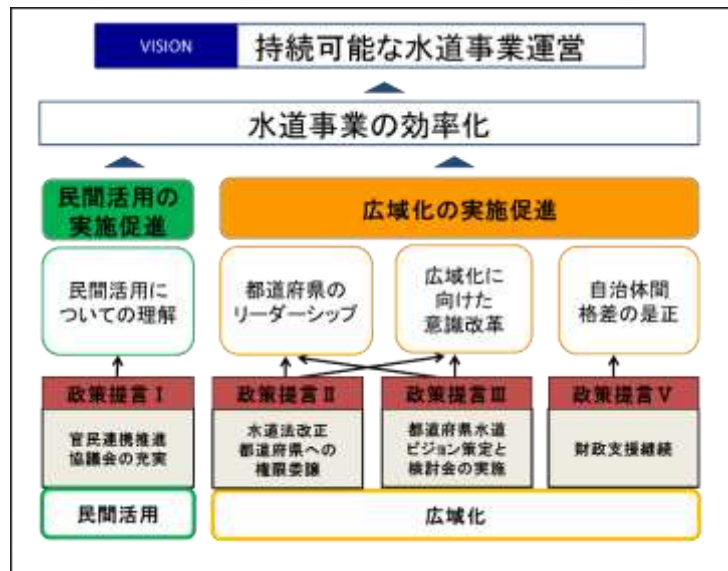 VISION 持続可能な水道事業運営
水道事業の効率化
民間活用の
実施促進
広域化の実施促進
民間活用に
ついての理解
都道府県の
リーダーシップ
広域化に
向けた
意識改革
自治体間
格差の是正
政策提言Ⅰ
官民連携推進
協議会の充実
政策提言Ⅱ
水道法改正
都道府県への
権限委譲
政策提言Ⅲ
都道府県水道
ビジョン策定と
検討会の実施
政策提言Ⅴ
財政支援継続
民間活用
広域化